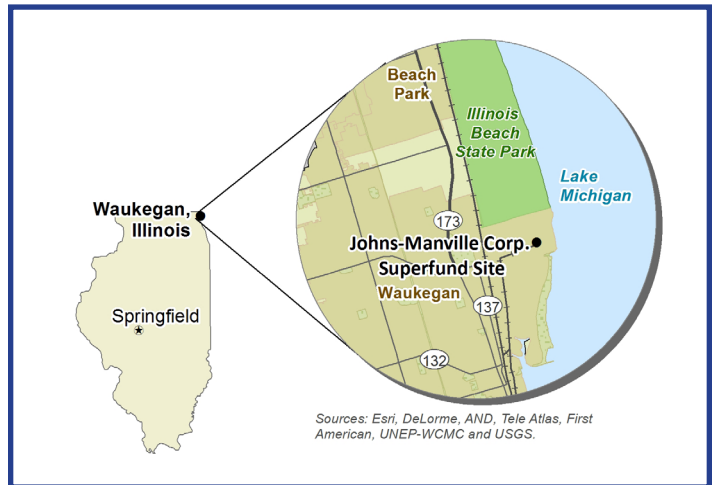 Beach
Park
Illinois
Beach
State Park
Lake
Michigan
Waukegan,
Illinois
173
Johns-Manville Corp.
Superfund Site
Waukegan
137
Springfield
132
Sources: Esri, DeLorme, AND, Tele Atlas, First
American, UNEP-WCMC and USGS.